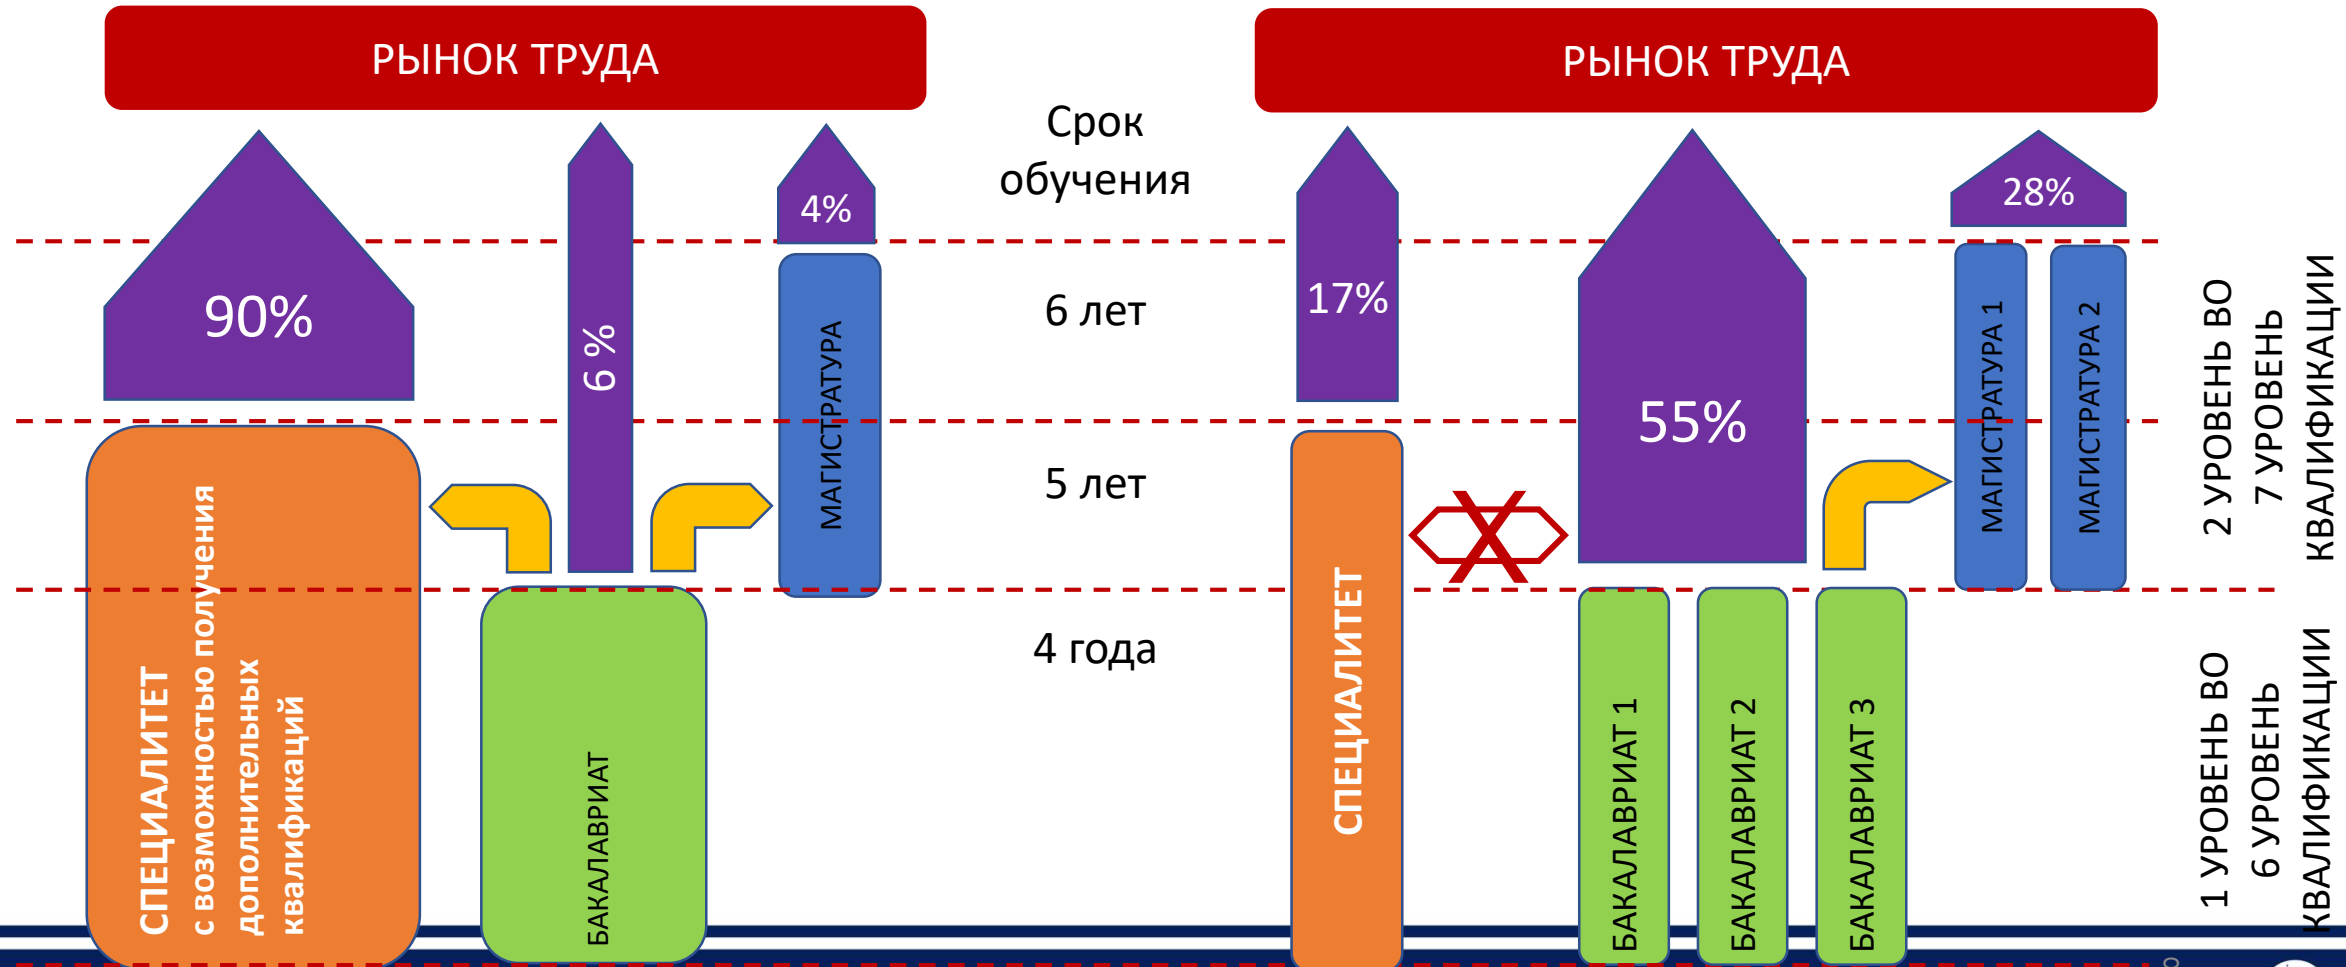 РЫНОК ТРУДА
90%
6 %
4%
СПЕЦИАЛИТЕТ
с возможностью получения
дополнительных
квалификаций
БАКАЛАВРИАТ
МАГИСТРАТУРА
Срок
обучения
6 лет
5 лет
4 года
РЫНОК ТРУДА
17%
55%
28%
СПЕЦИАЛИТЕТ
БАКАЛАВРИАТ 1
БАКАЛАВРИАТ 2
БАКАЛАВРИАТ 3
МАГИСТРАТУРА 1
МАГИСТРАТУРА 2
2 УРОВЕНЬ ВО
7 УРОВЕНЬ
КВАЛИФИКАЦИИ
1 УРОВЕНЬ ВО
6 УРОВЕНЬ
КВАЛИФИКАЦИИ